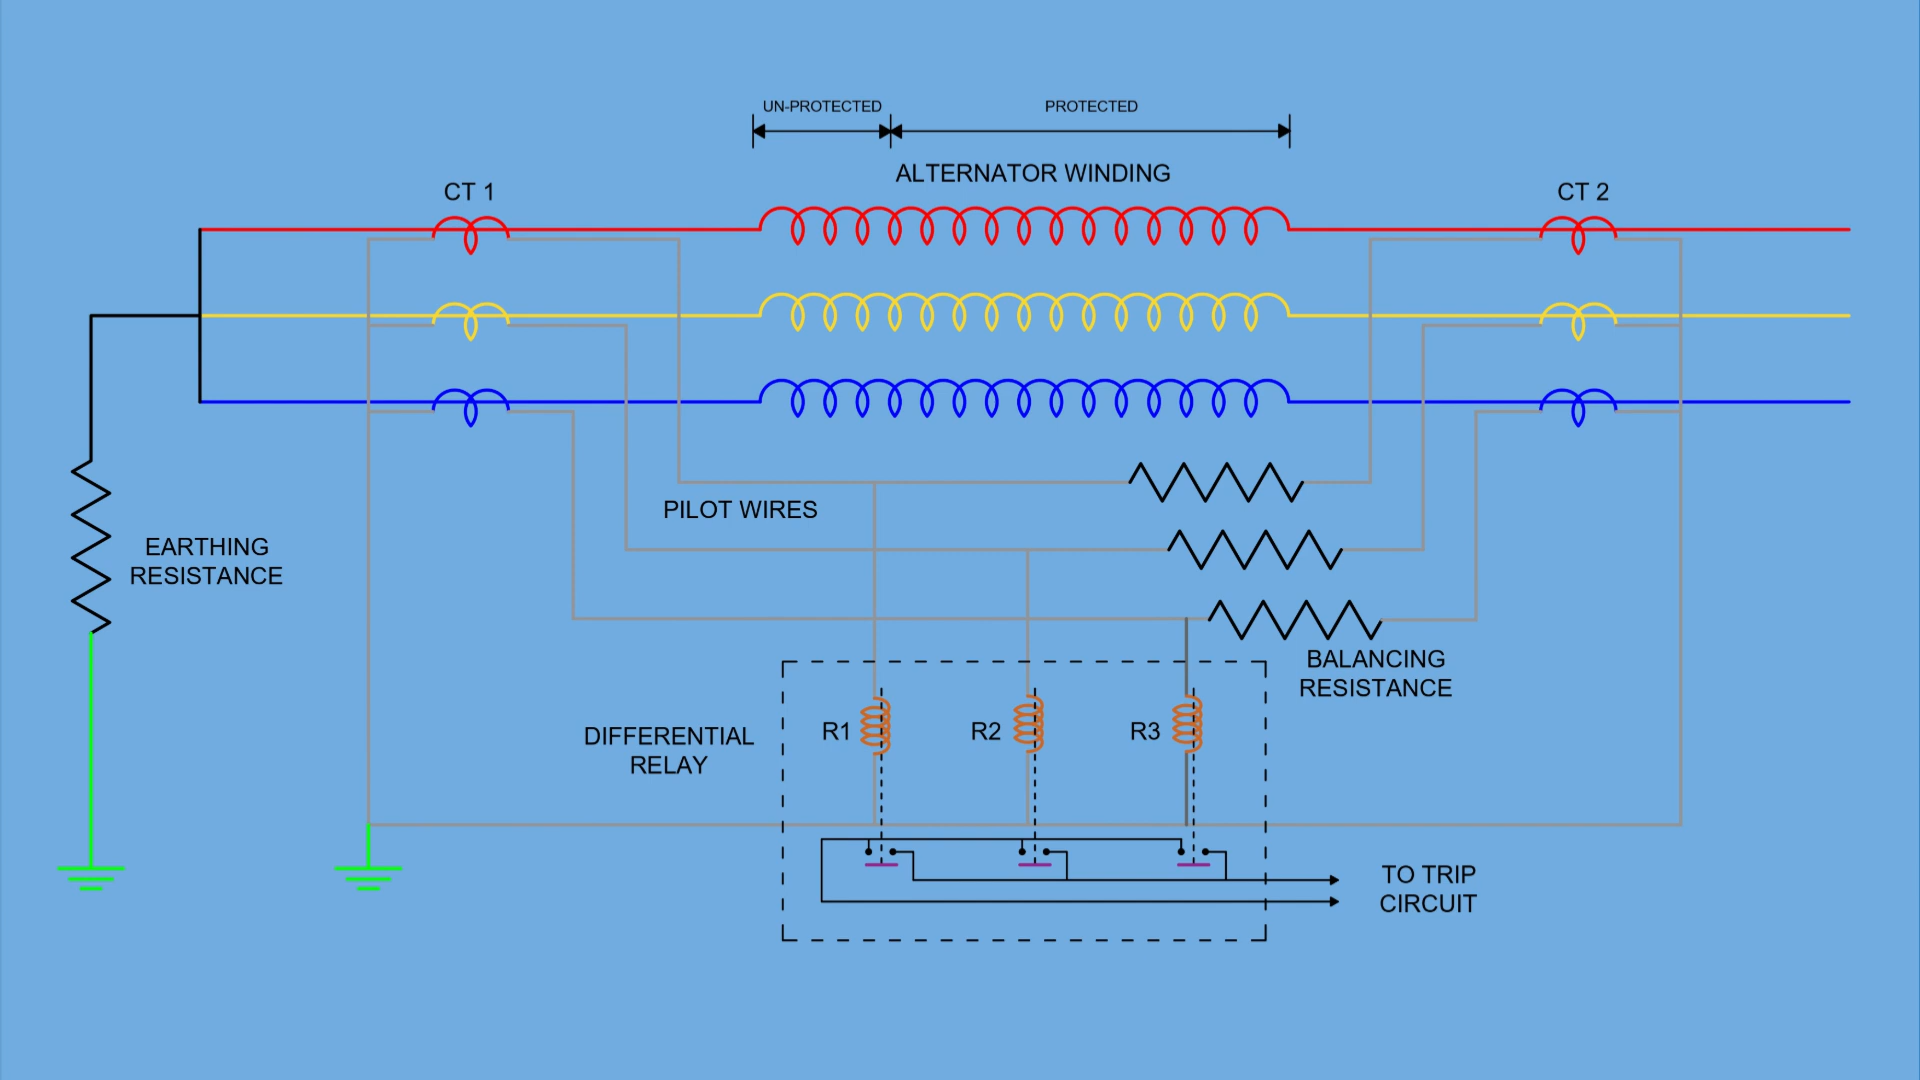 UN-PROTECTED
PROTECTED
ALTERNATOR WINDING
CT 1
CT 2
PILOT WIRES
EARTHING
RESISTANCE
BALANCING
RESISTANCE
DIFFERENTIAL
RELAY
R1
R2
R3
TO TRIP
CIRCUIT